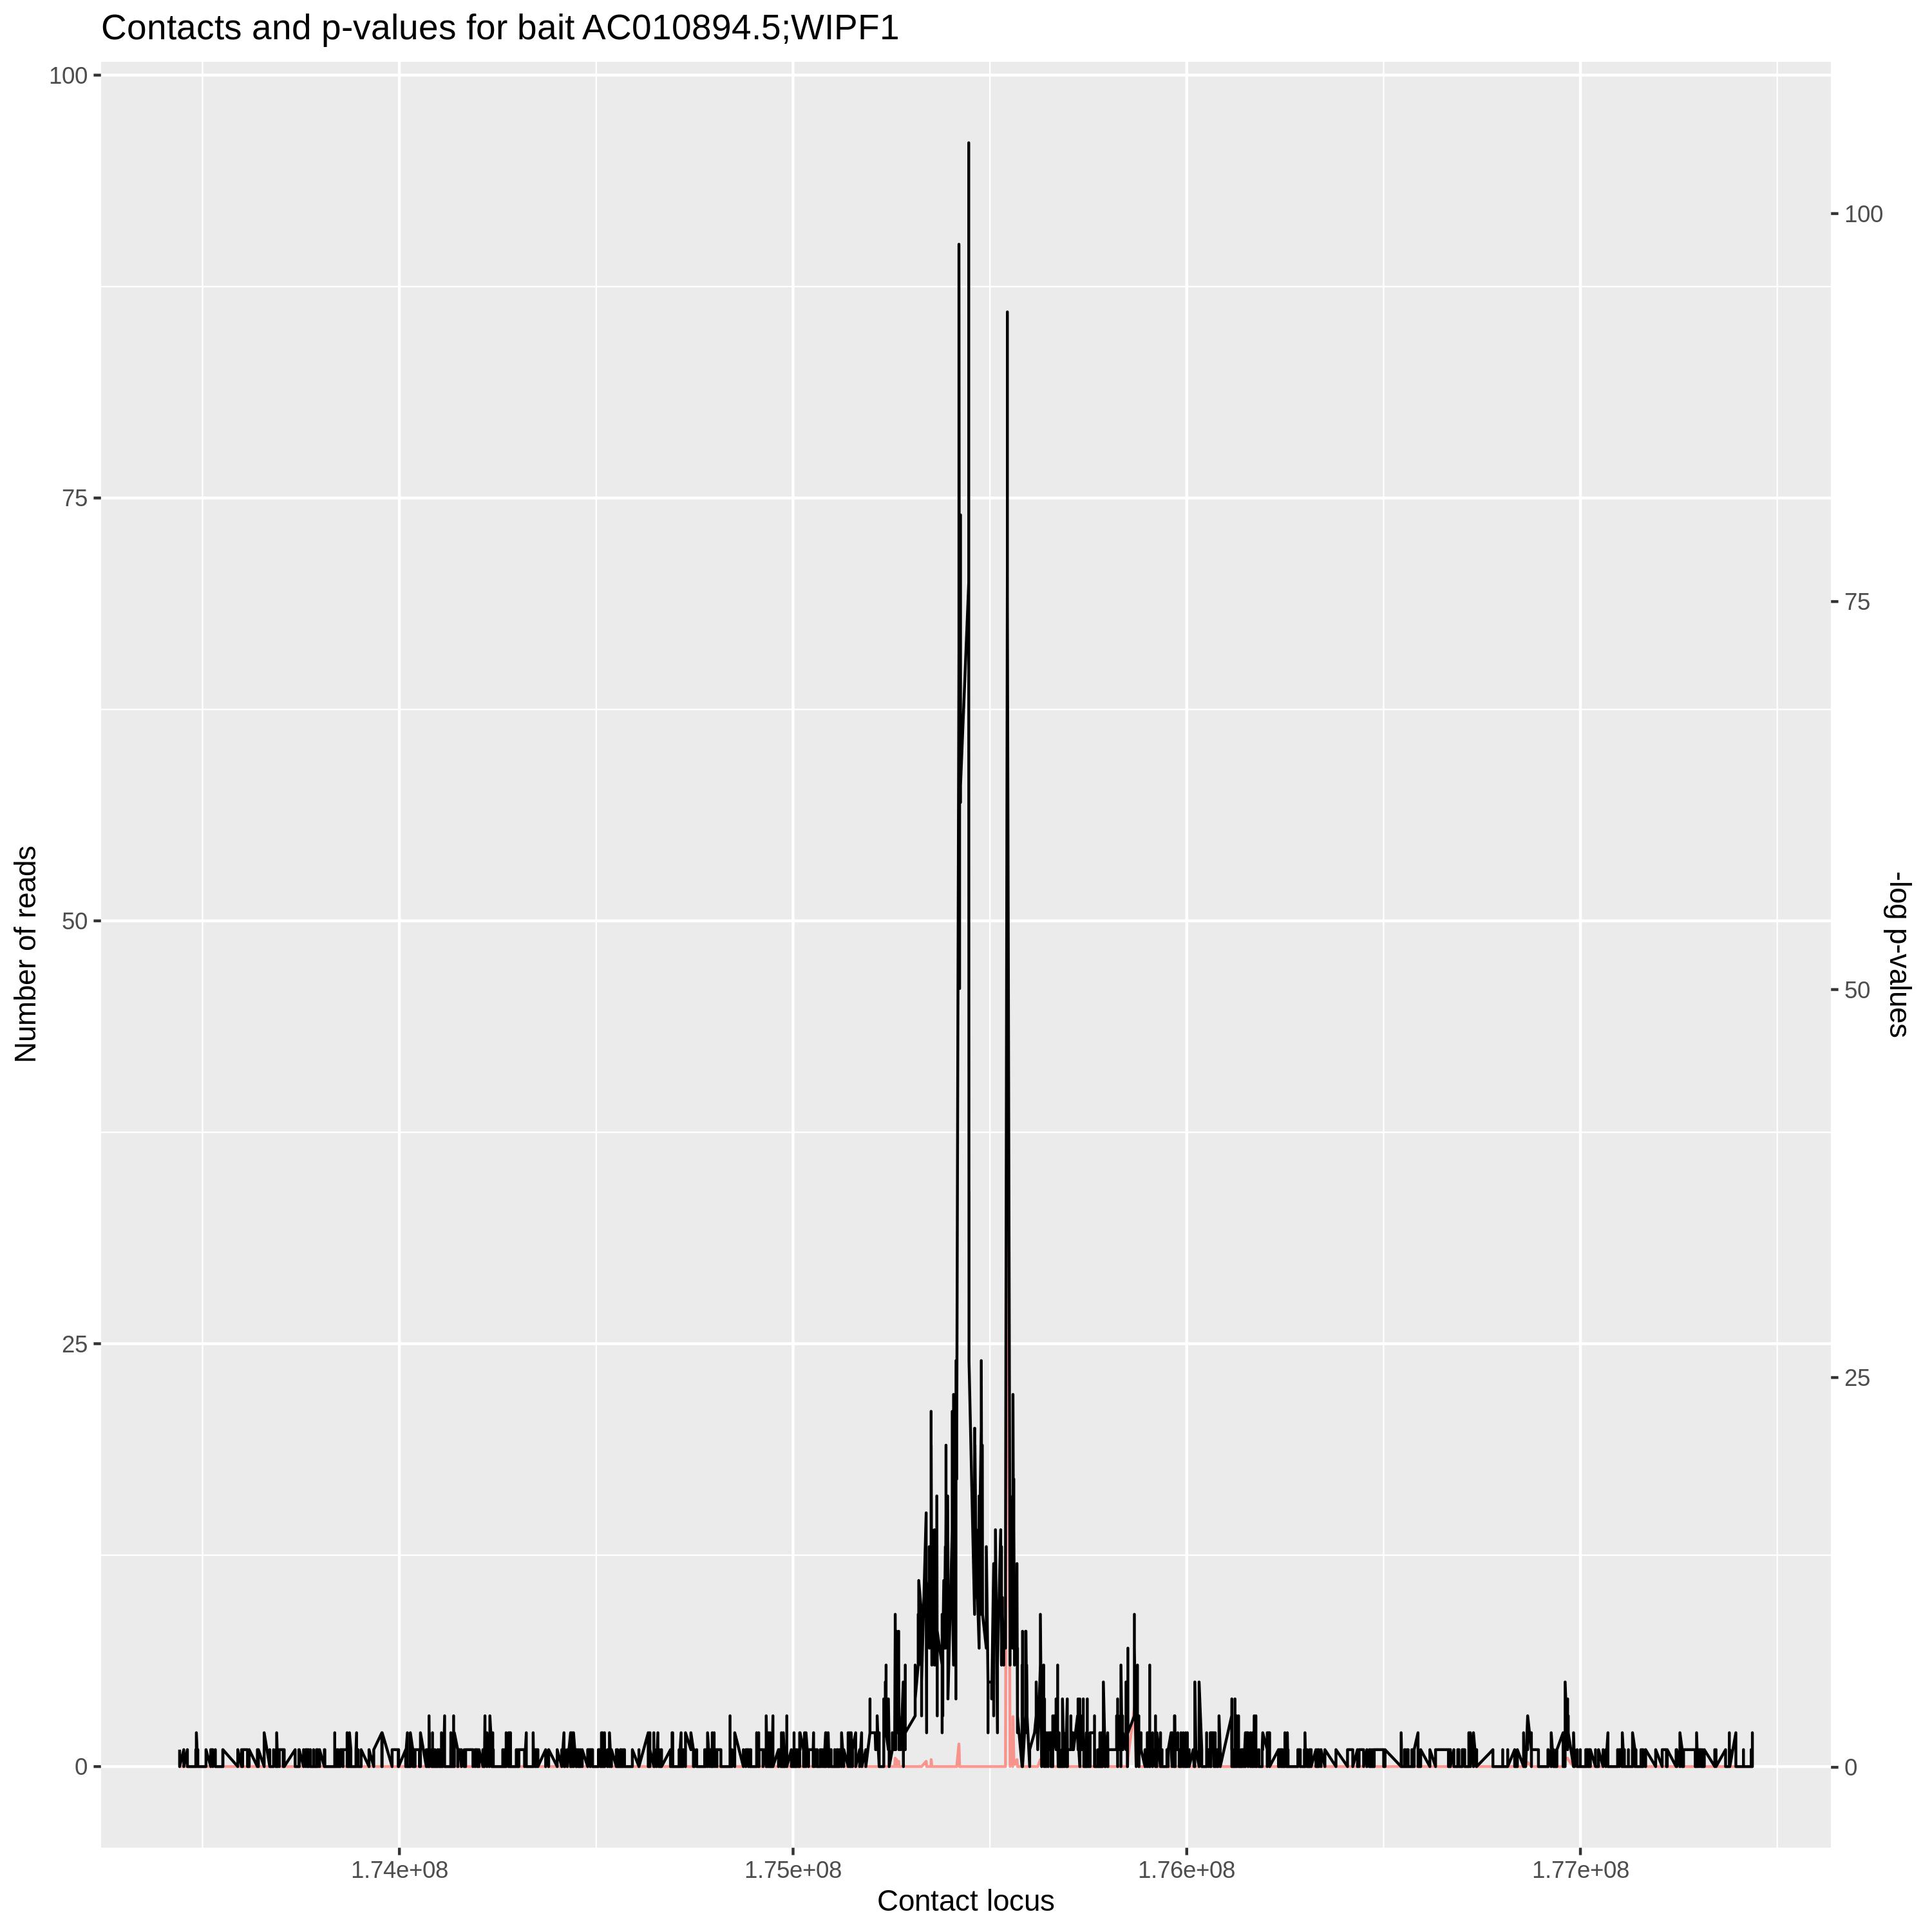 Contacts and p-values for bait AC010894.5;WIPF1
100
75
50
25
0
Number of reads
100
75
50
25
0
-log p-values
1.74e+08 1.75e+08 1.76e+08 1.77e+08
Contact locus